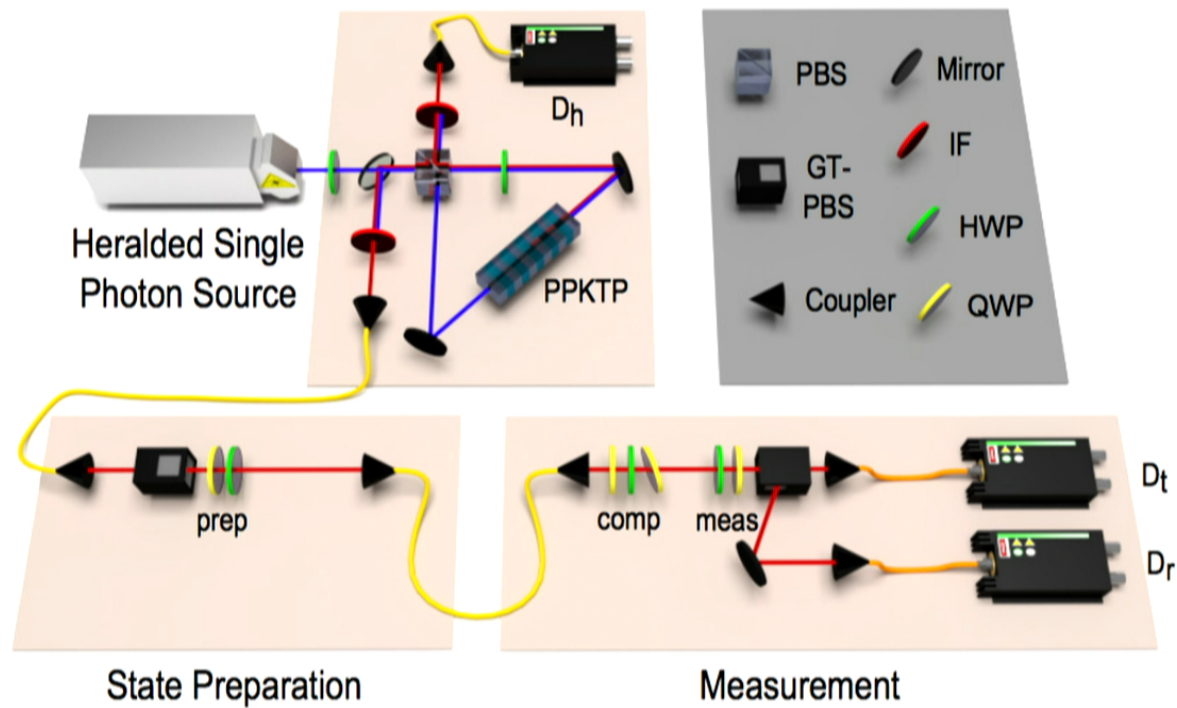 Dh
Heralded Single
Photon Source
PPKTP
PBS
Mirror
GT-
PBS
IF
HWP
Coupler
QWP
prep
comp
meas
Dt
Dr
State Preparation
Measurement